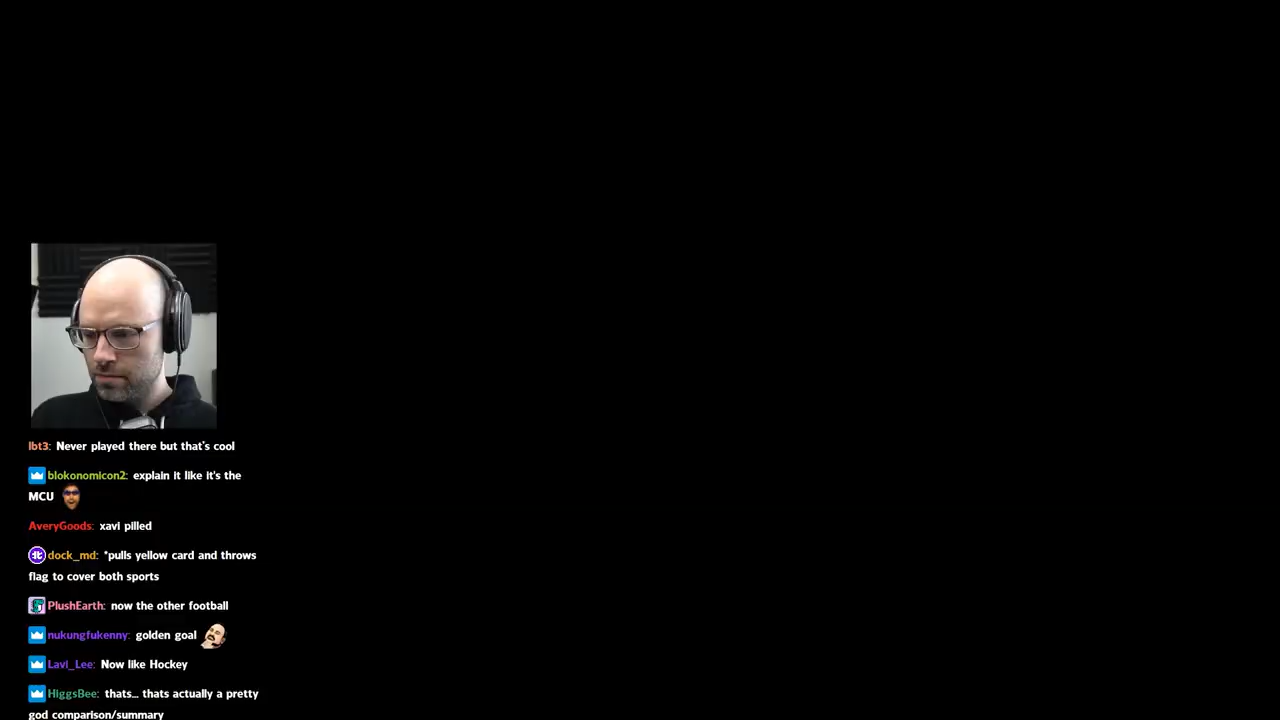 lbt3: Never played there but that's cool
blokonomicon2: explain it like it's the
MCU
AveryGoods: xavi pilled
dock_md: *pulls yellow card and throws
flag to cover both sports
PlushEarth: now the other football
nukungfukenny: golden goal
Lavi_Lee: Now like Hockey
HiggsBee: thats... thats actually a pretty
god comparison/summary